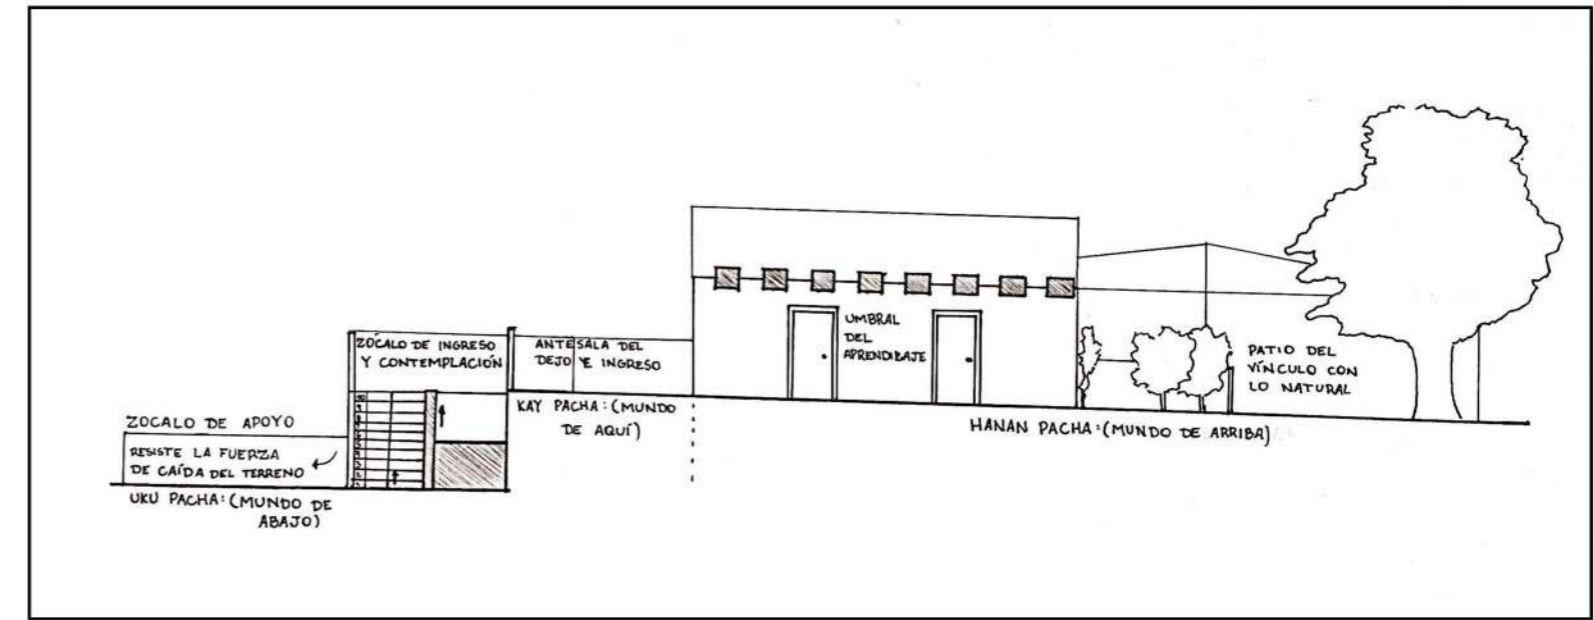 ZÓCALO DE INGRESO
Y CONTEMPLACIÓN
ANTESALA DEL
DEJO E INGRESO
UMBRAL
DEL
APRENDIZAJE
PATIO DEL
VÍNCULO CON
LO NATURAL
ZOCALO DE APOYO
RESISTE LA FUERZA
DE CAÍDA DEL TERRENO
UKU PACHA: (MUNDO DE
ABAJO)
KAY PACHA: (MUNDO
DE AQUÍ)
HANAN PACHA: (MUNDO DE ARRIBA)